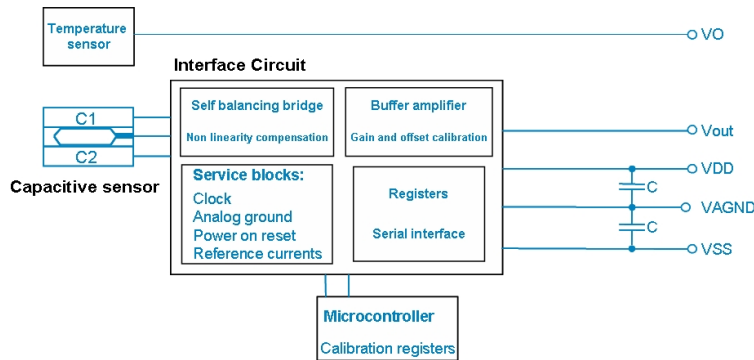 Temperature
sensor
VO
Interface Circuit
Self balancing bridge
Non linearity compensation
Buffer amplifier
Gain and offset calibration
Vout
C1
C2
Capacitive sensor
Service blocks:
Clock
Analog ground
Power on reset
Reference currents
Registers
Serial interface
VDD
C
VAGND
C
VSS
Microcontroller
Calibration registers